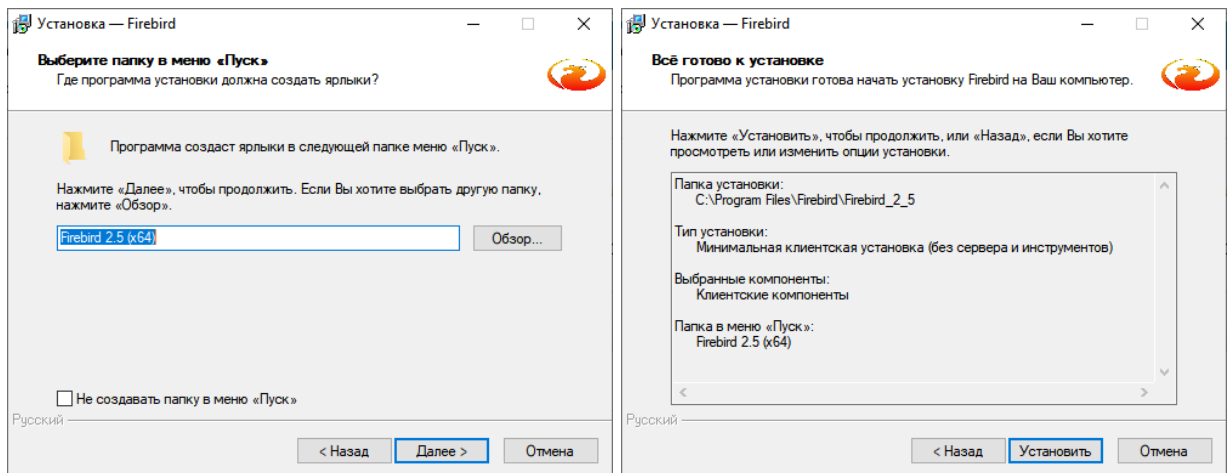 Установка — Firebird
Выберите папку в меню «Пуск»
Где программа установки должна создать ярлыки?
Программа создаст ярлыки в следующей папке меню «Пуск».
Нажмите «Далее», чтобы продолжить. Если Вы хотите выбрать другую папку,
нажмите «Обзор».
Firebird 2.5 (x64)
Обзор...
Не создавать папку в меню «Пуск»
Русский
< Назад
Далее >
Отмена
Установка — Firebird
Всё готово к установке
Программа установки готова начать установку Firebird на Ваш компьютер.
Нажмите «Установить», чтобы продолжить, или «Назад», если Вы хотите
просмотреть или изменить опции установки.
Папка установки:
C:\Program Files\Firebird\Firebird_2_5
Тип установки:
Минимальная клиентская установка (без сервера и инструментов)
Выбранные компоненты:
Клиентские компоненты
Папка в меню «Пуск»:
Firebird 2.5 (x64)
Русский
< Назад
Установить
Отмена